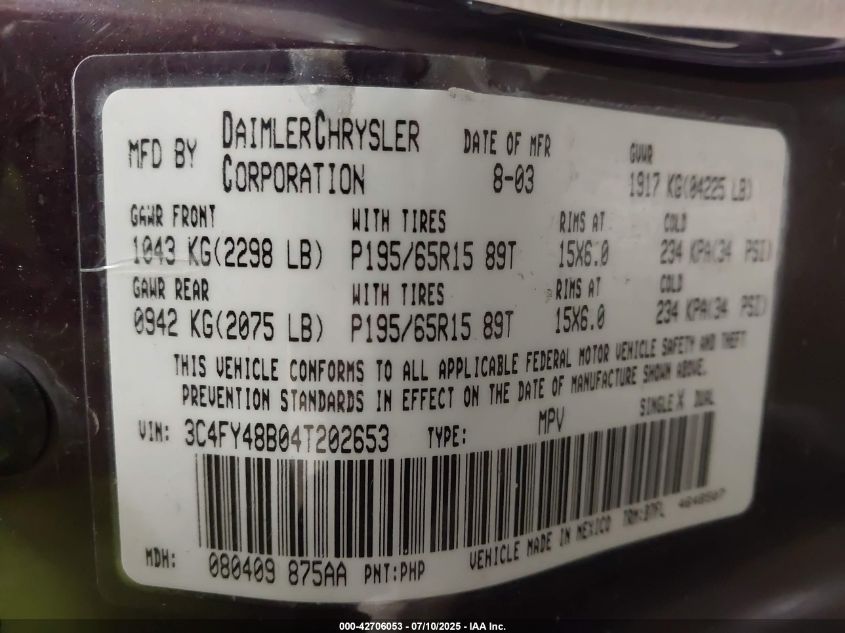 MFD BY DAIMLERCHRYSLER CORPORATION DATE OF MFR 8-03 GVWR 1917 KG(04225 LB)
GAWR FRONT WITH TIRES RIMS AT COLD
1043 KG(2298 LB) P195/65R15 89T 15X6.0 234 KPA(34 PSI)
GAWR REAR WITH TIRES RIMS AT COLD
0942 KG(2075 LB) P195/65R15 89T 15X6.0 234 KPA(34 PSI)
THIS VEHICLE CONFORMS TO ALL APPLICABLE FEDERAL MOTOR VEHICLE SAFETY AND THEFT
PREVENTION STANDARDS IN EFFECT ON THE DATE OF MANUFACTURE SHOWN ABOVE.
VIN: 3C4FY48B04T202653 TYPE: MPV SINGLE X DUAL
MDH: 080409 875AA PNT:PHP VEHICLE MADE IN MEXICO
000-42706053 - 07/10/2025 - IAA Inc.